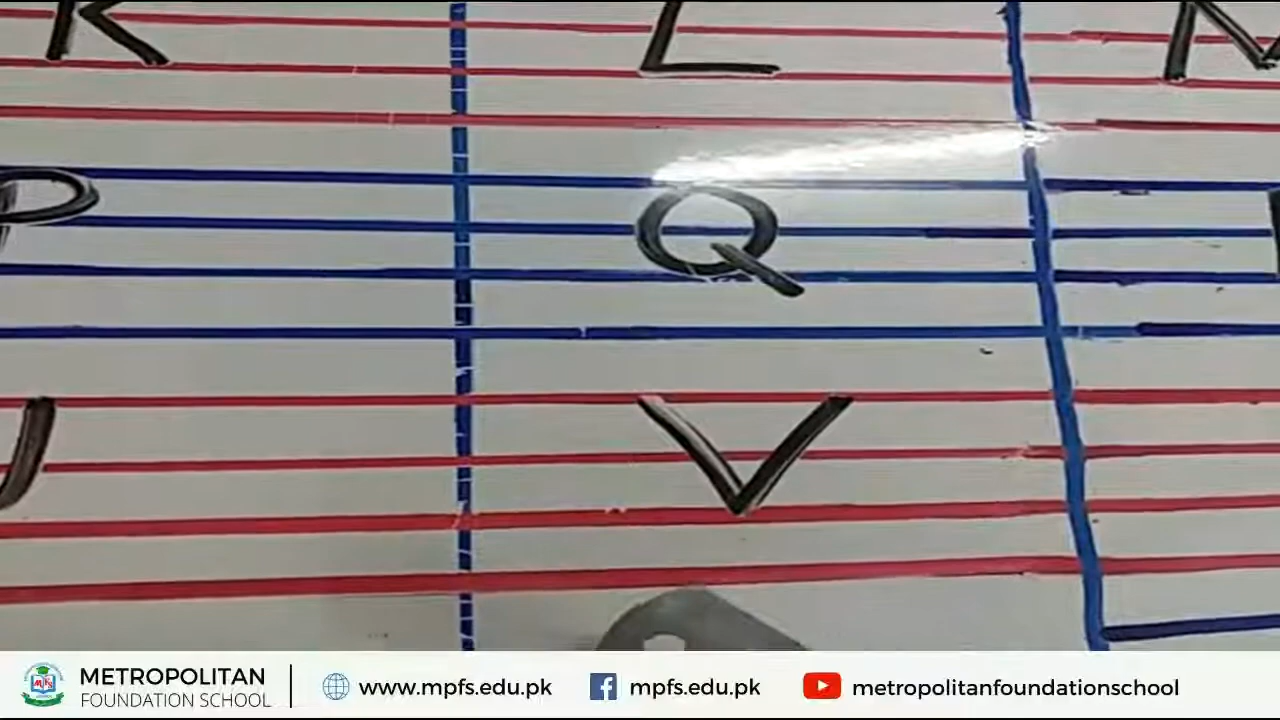 K L M
P Q
U V
METROPOLITAN
FOUNDATION SCHOOL
www.mpfs.edu.pk
mpfs.edu.pk
metropolitanfoundationschool